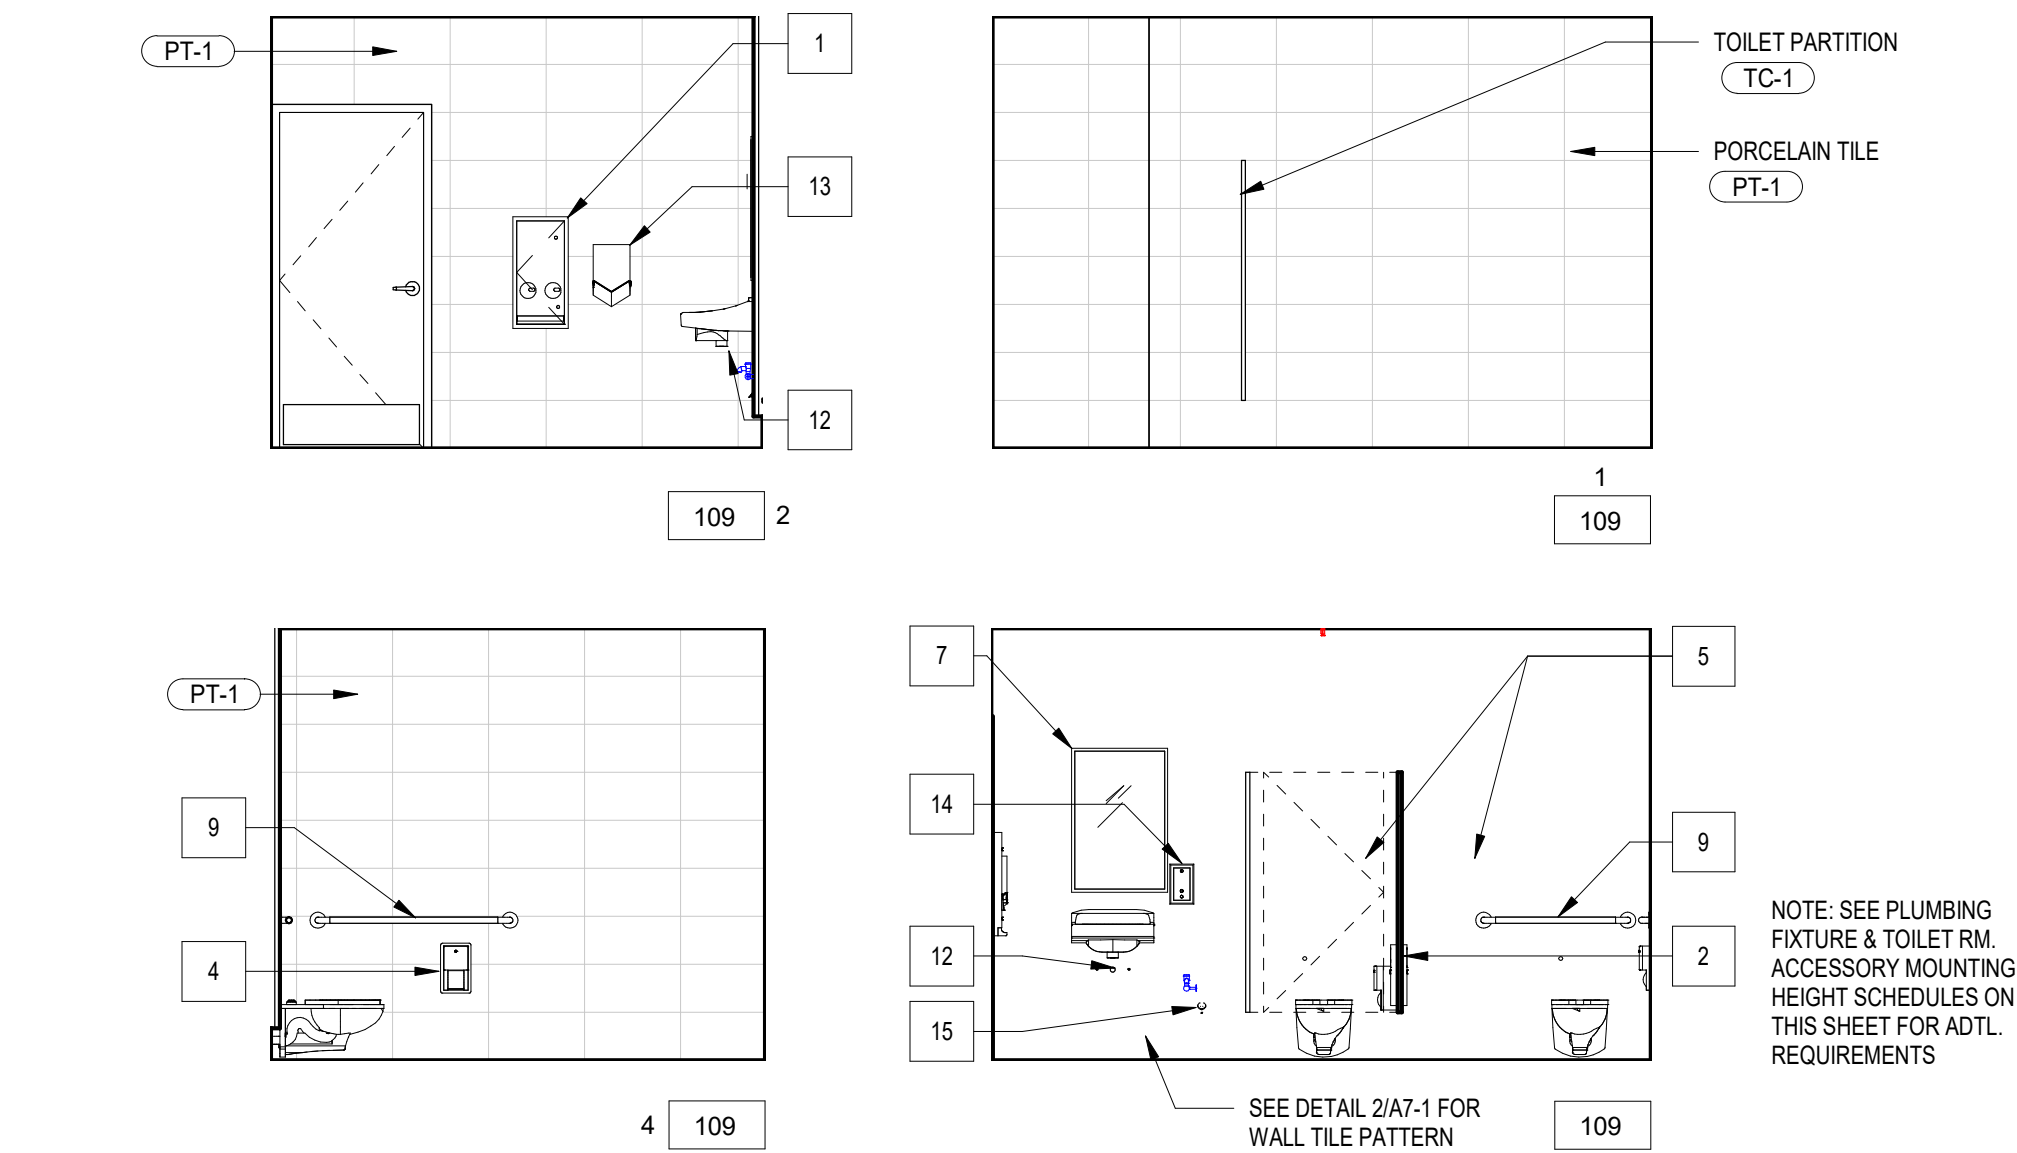 PT-1
1
13
12
109 2
TOILET PARTITION
TC-1
PORCELAIN TILE
PT-1
1
109
PT-1
9
4
4 109
7
14
12
15
5
9
2
SEE DETAIL 2/A7-1 FOR
WALL TILE PATTERN
109
NOTE: SEE PLUMBING
FIXTURE & TOILET RM.
ACCESSORY MOUNTING
HEIGHT SCHEDULES ON
THIS SHEET FOR ADTL.
REQUIREMENTS